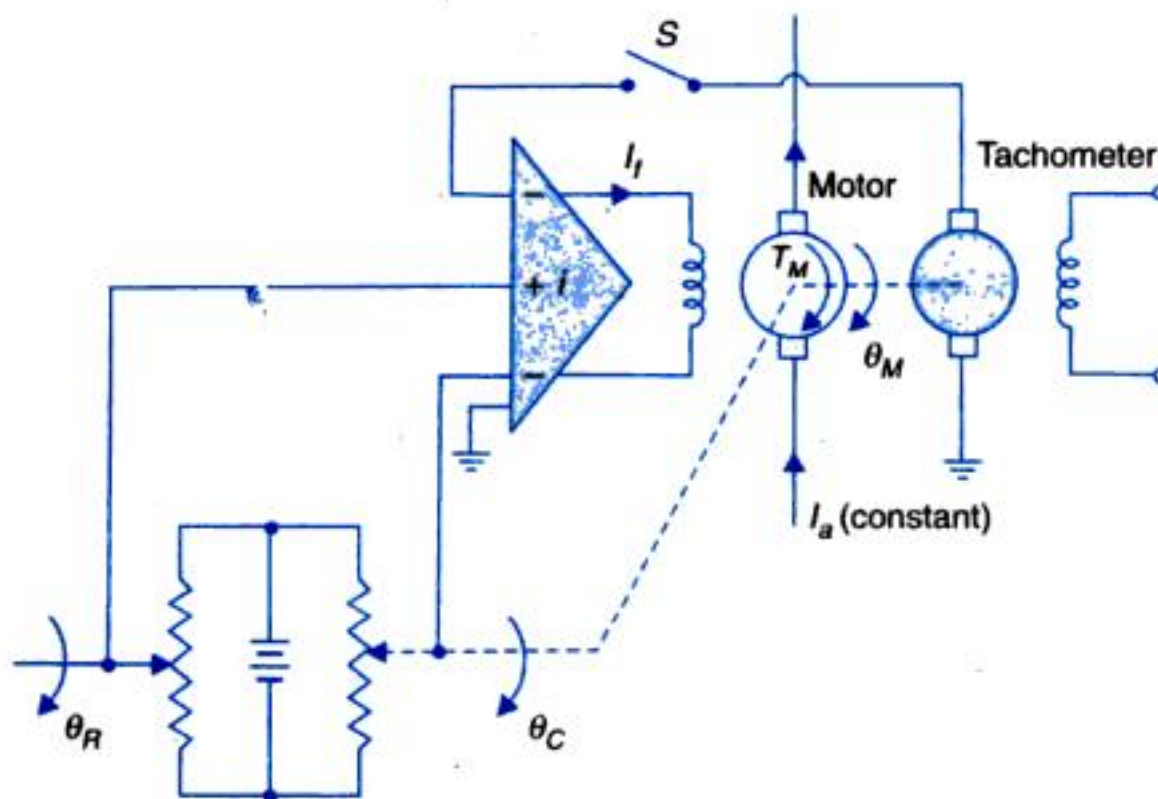 S
I_f
Tachometer
Motor
−
T_M
+ i
θ_M
−
I_a (constant)
θ_R
θ_C